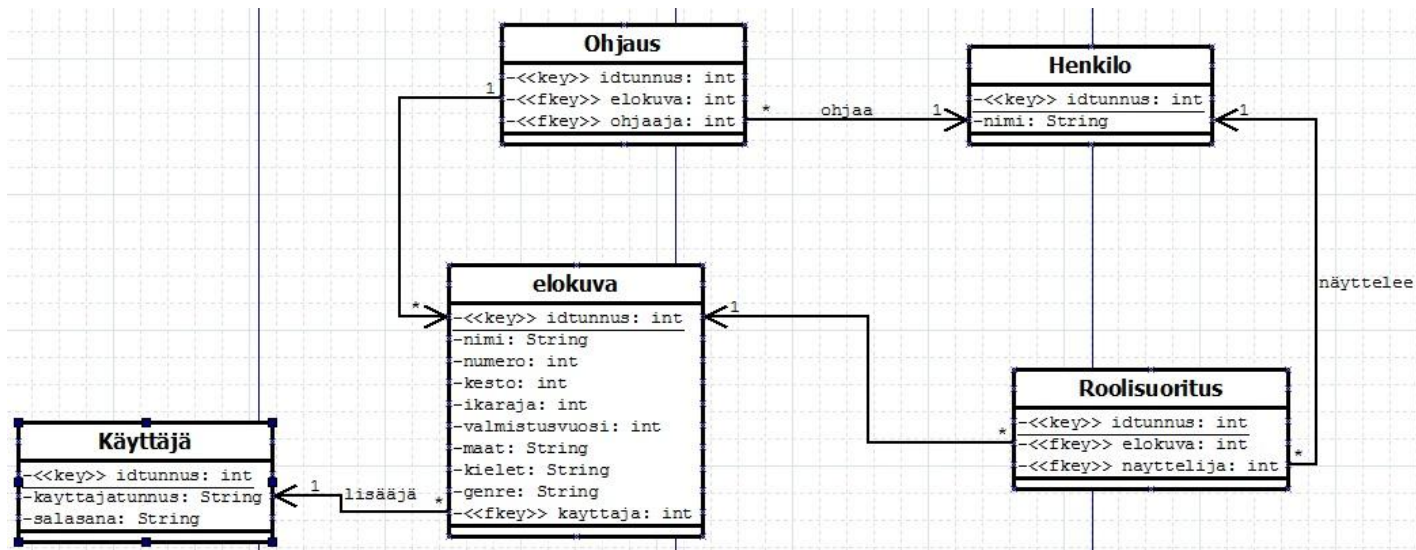 Ohjaus
-<<key>> idtunnus: int
-<<fkey>> elokuva: int
-<<fkey>> ohjaaja: int
1
*
* ohjaa 1
Henkilo
-<<key>> idtunnus: int
-nimi: String
1
näyttelee
*
elokuva
-<<key>> idtunnus: int
-nimi: String
-numero: int
-kesto: int
-ikaraja: int
-valmistusvuosi: int
-maat: String
-kielet: String
-genre: String
-<<fkey>> kayttaja: int
1
*
Roolisuoritus
-<<key>> idtunnus: int
-<<fkey>> elokuva: int
-<<fkey>> nayttelija: int
Käyttäjä
-<<key>> idtunnus: int
-kayttajatunnus: String
-salasana: String
1 lisääjä *